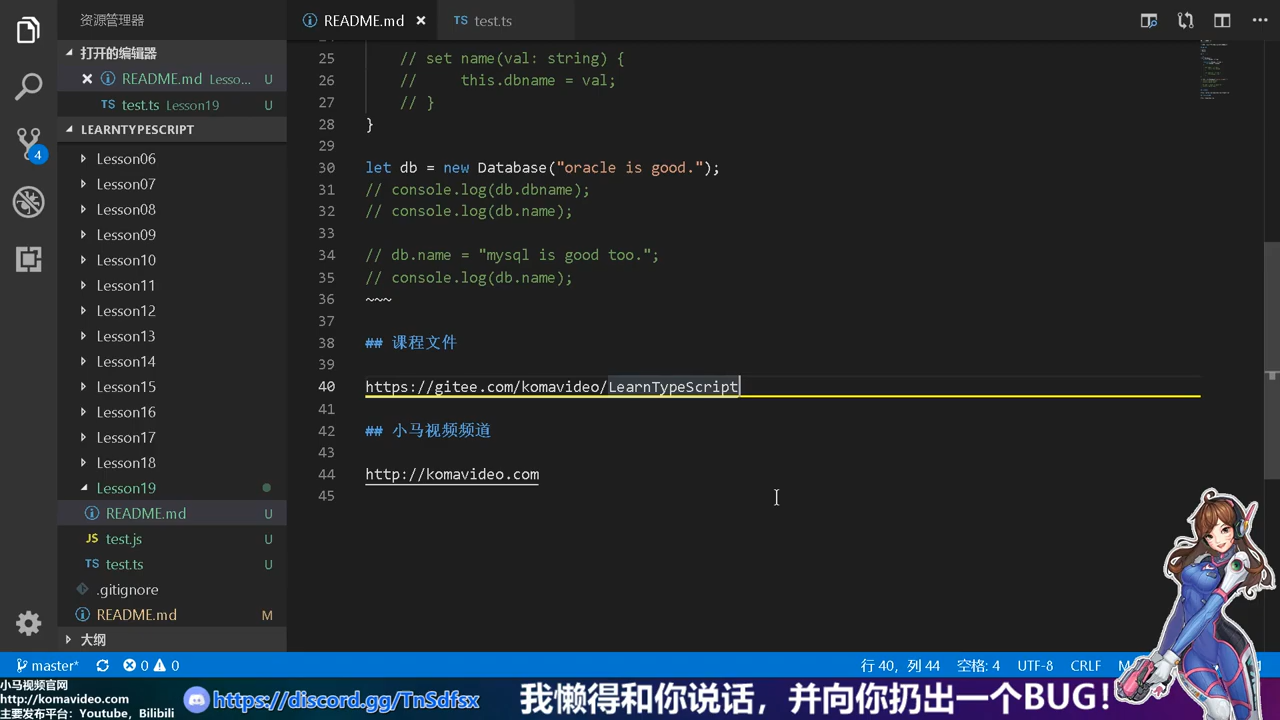 资源管理器
README.md ×
TS test.ts
打开的编辑器
× README.md Lesso... U
TS test.ts Lesson19 U
LEARNTYPESCRIPT
Lesson06
Lesson07
Lesson08
Lesson09
Lesson10
Lesson11
Lesson12
Lesson13
Lesson14
Lesson15
Lesson16
Lesson17
Lesson18
Lesson19
README.md U
JS test.js U
TS test.ts U
.gitignore
README.md M
大纲
4
25 // set name(val: string) {
26 //     this.dbname = val;
27 // }
28 }
29
30 let db = new Database("oracle is good.");
31 // console.log(db.dbname);
32 // console.log(db.name);
33
34 // db.name = "mysql is good too.";
35 // console.log(db.name);
36 ~~~
37
38 ## 课程文件
39
40 https://gitee.com/komavideo/LearnTypeScript
41
42 ## 小马视频频道
43
44 http://komavideo.com
45
master* 0 0
行 40，列 44 空格: 4 UTF-8 CRLF
小马视频官网
http://komavideo.com
主要发布平台: Youtube, Bilibili
https://discord.gg/TnSdfsx
我懒得和你说话，并向你扔出一个BUG!